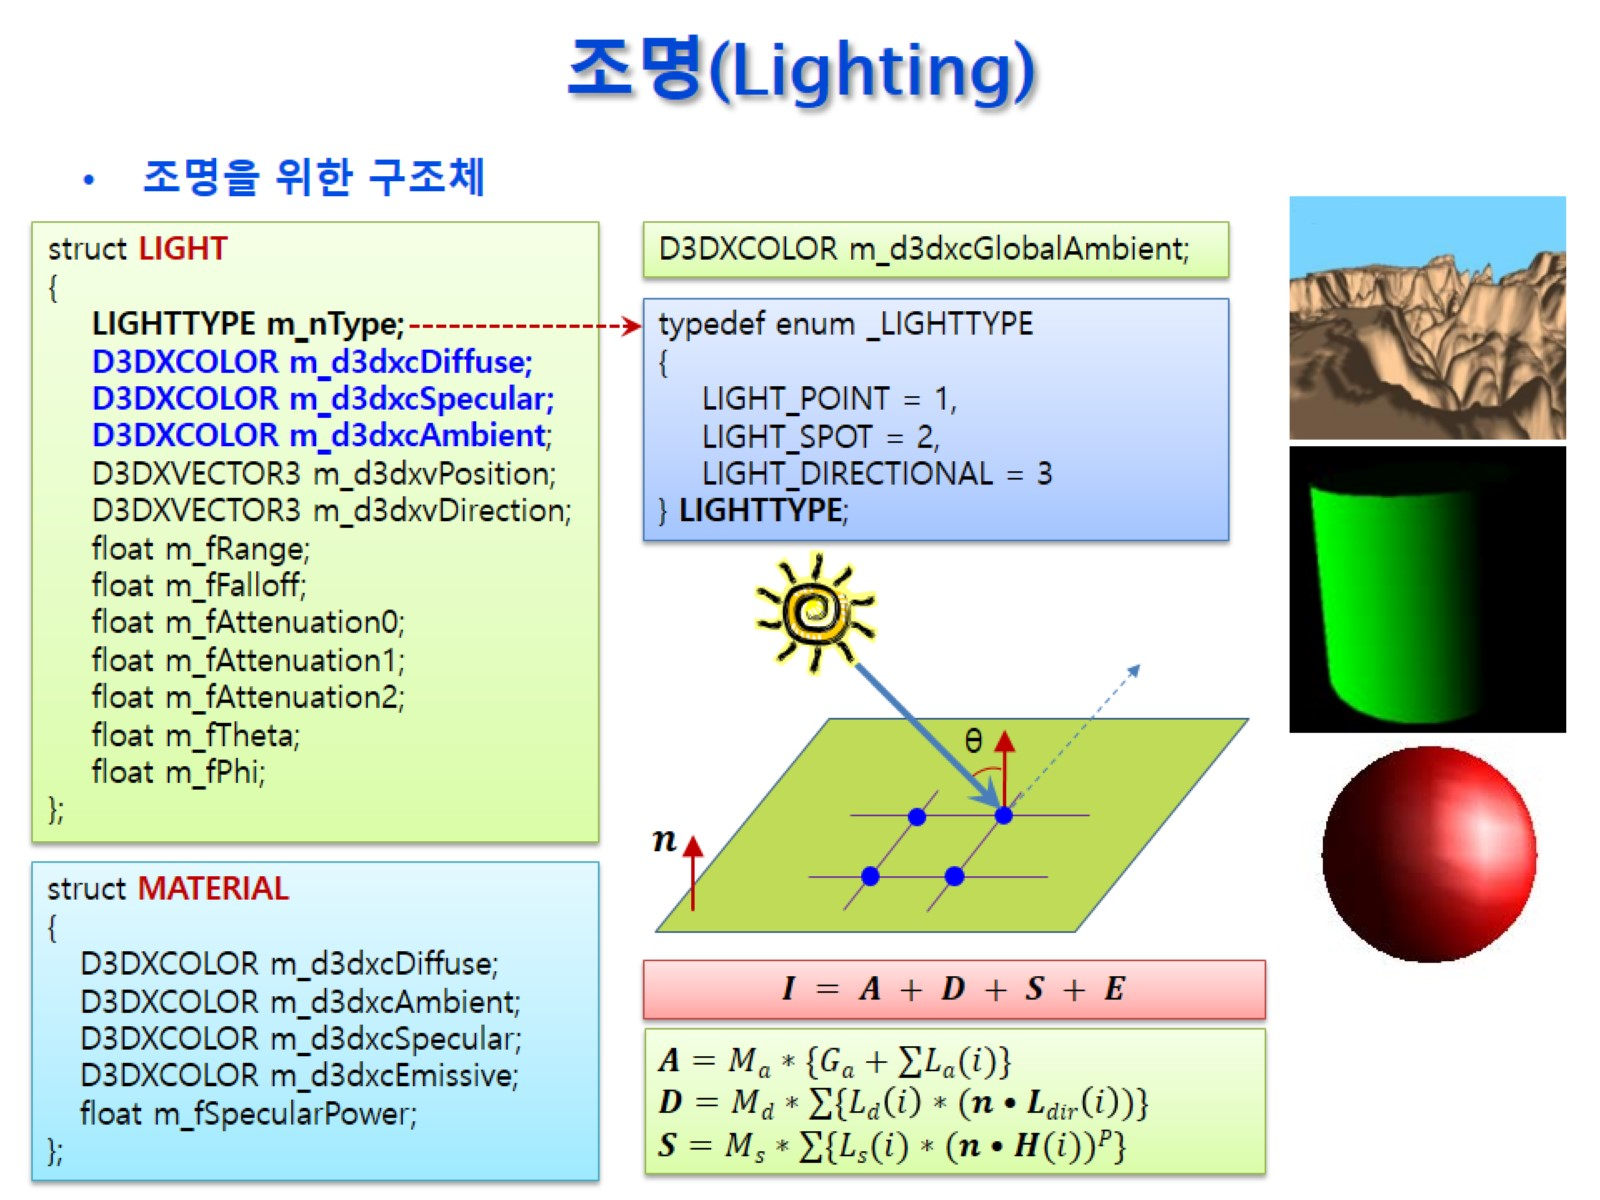 조명(Lighting)
• 조명을 위한 구조체
struct LIGHT
{
LIGHTTYPE m_nType;
D3DXCOLOR m_d3dxcDiffuse;
D3DXCOLOR m_d3dxcSpecular;
D3DXCOLOR m_d3dxcAmbient;
D3DXVECTOR3 m_d3dxvPosition;
D3DXVECTOR3 m_d3dxvDirection;
float m_fRange;
float m_fFalloff;
float m_fAttenuation0;
float m_fAttenuation1;
float m_fAttenuation2;
float m_fTheta;
float m_fPhi;
};
struct MATERIAL
{
D3DXCOLOR m_d3dxcDiffuse;
D3DXCOLOR m_d3dxcAmbient;
D3DXCOLOR m_d3dxcSpecular;
D3DXCOLOR m_d3dxcEmissive;
float m_fSpecularPower;
};
D3DXCOLOR m_d3dxcGlobalAmbient;
typedef enum _LIGHTTYPE
{
LIGHT_POINT = 1,
LIGHT_SPOT = 2,
LIGHT_DIRECTIONAL = 3
} LIGHTTYPE;
θ
n
I = A + D + S + E
A = M_a * {G_a + ∑L_a(i)}
D = M_d * ∑{L_d(i) * (n • L_dir(i))}
S = M_s * ∑{L_s(i) * (n • H(i))^P}